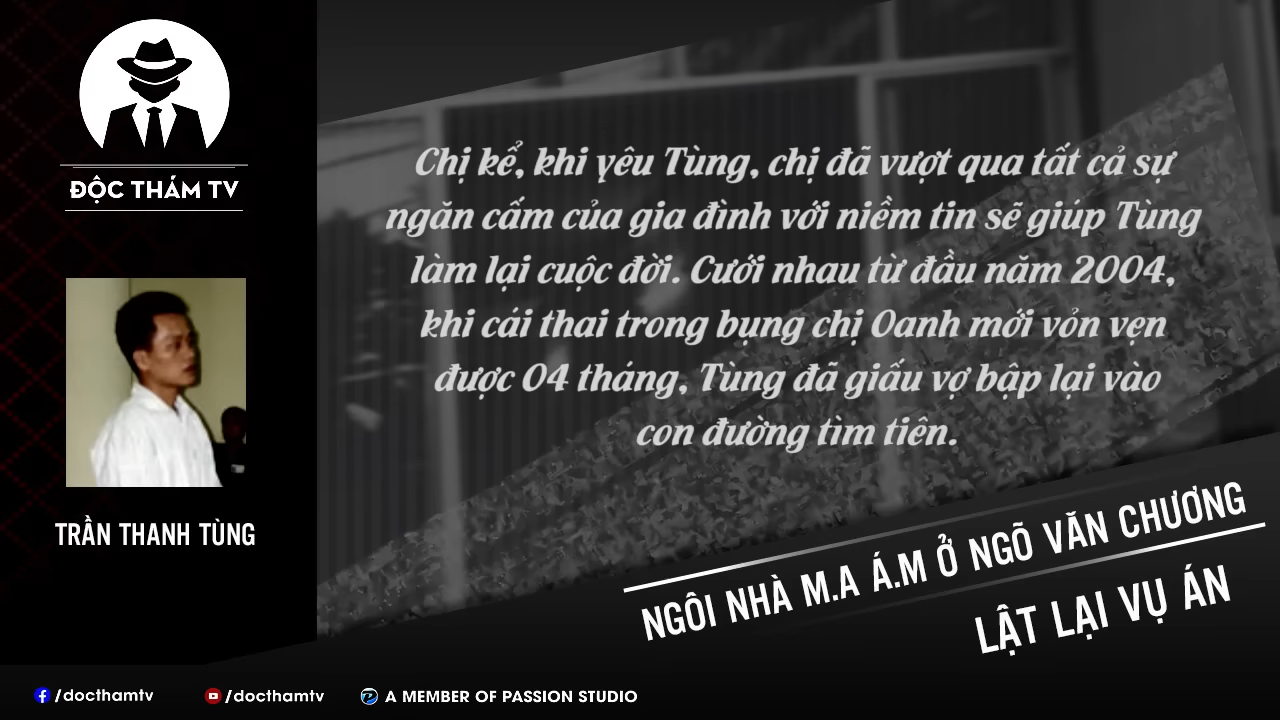 ĐỘC THÁM TV
TRẦN THANH TÙNG
Chị kể, khi yêu Tùng, chị đã vượt qua tất cả sự
ngăn cấm của gia đình với niềm tin sẽ giúp Tùng
làm lại cuộc đời. Cưới nhau từ đầu năm 2004,
khi cái thai trong bụng chị Oanh mới vỏn vẹn
được 04 tháng, Tùng đã giấu vợ bập lại vào
con đường tìm tiên.
NGÔI NHÀ M.A Á.M Ở NGÕ VĂN CHƯƠNG
LẬT LẠI VỤ ÁN
/docthamtv
/docthamtv
A MEMBER OF PASSION STUDIO